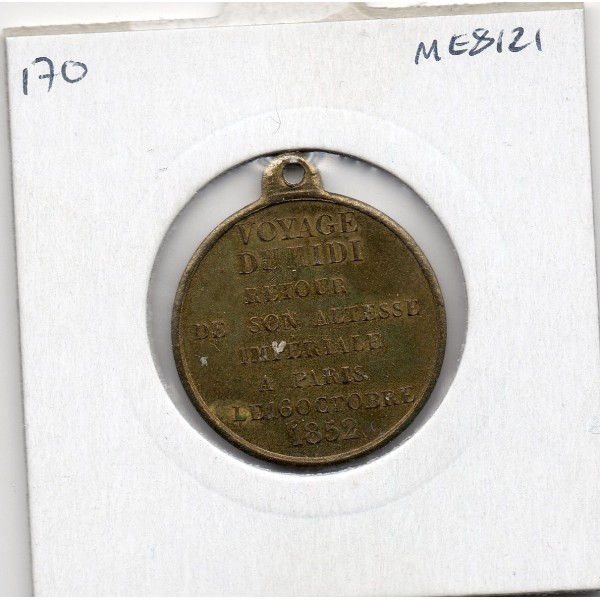 170
ME8121
VOYAGE
DU MIDI
RETOUR
DE SON ALTESSE
IMPERIALE
A PARIS
LE 16 OCTOBRE
1852